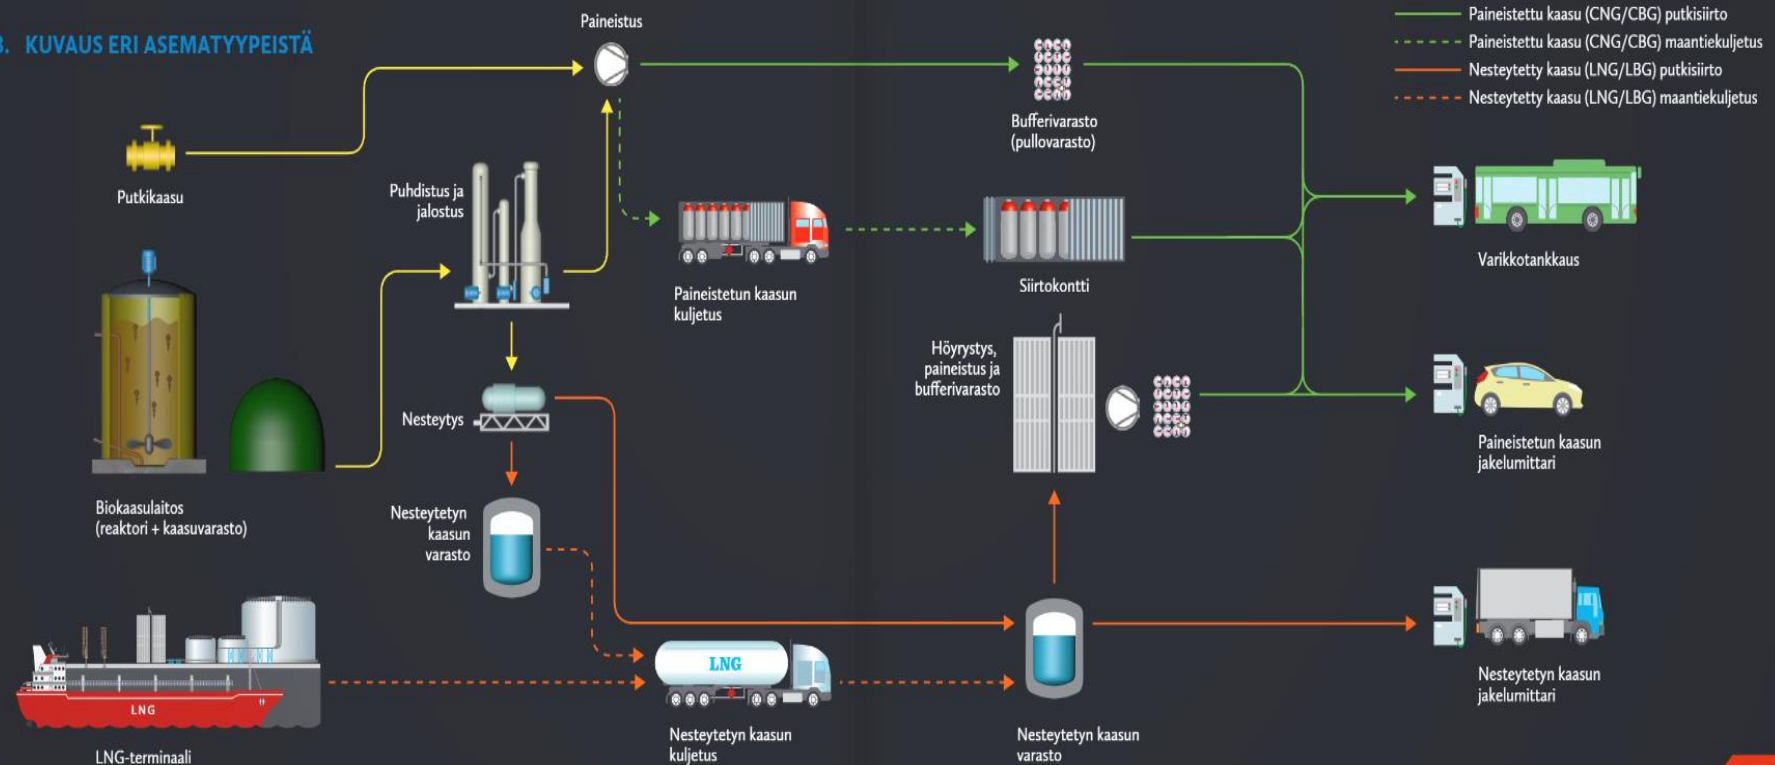 3. KUVAUS ERI ASEMATYYPEISTÄ
Paineistus
Paineistettu kaasu (CNG/CBG) putkisiirto
Paineistettu kaasu (CNG/CBG) maantiekuljetus
Nesteytetty kaasu (LNG/LBG) putkisiirto
Nesteytetty kaasu (LNG/LBG) maantiekuljetus
Bufferivarasto
(pullovarasto)
Putkikaasu
Puhdistus ja
jalostus
Varikkotankkaus
Paineistetun kaasun
kuljetus
Siirtokontti
Höyrystys,
paineistus ja
bufferivarasto
Nesteytys
Paineistetun kaasun
jakelumittari
Biokaasulaitos
(reaktori + kaasuvarasto)
Nesteytetyn
kaasun
varasto
LNG
LNG
Nesteytetyn kaasun
jakelumittari
LNG-terminaali
Nesteytetyn kaasun
kuljetus
Nesteytetyn kaasun
varasto